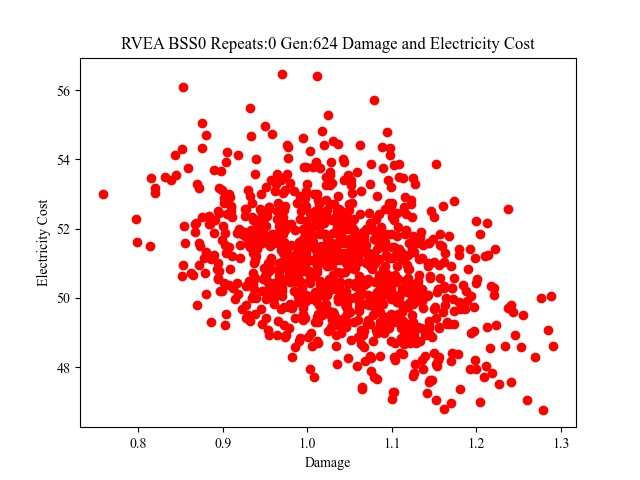 RVEA BSS0 Repeats:0 Gen:624 Damage and Electricity Cost
56
54
52
50
48
Electricity Cost
0.8 0.9 1.0 1.1 1.2 1.3
Damage